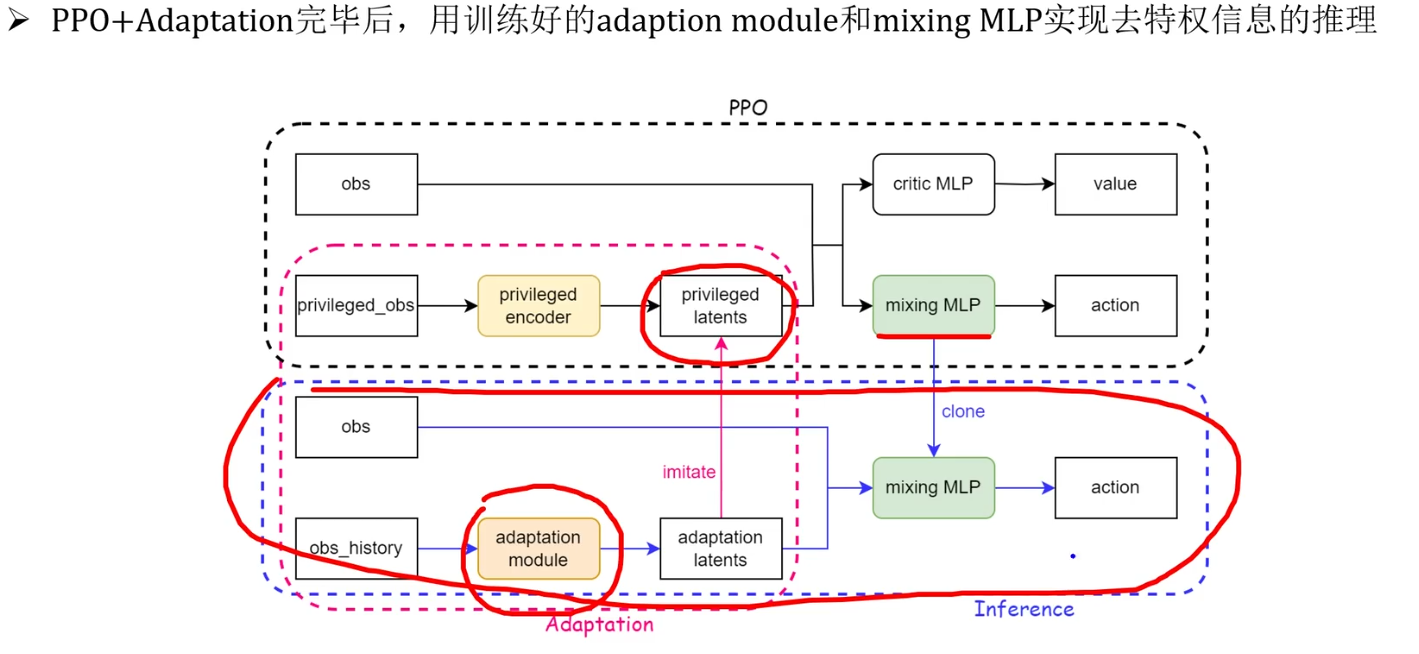 ➢ PPO+Adaptation完毕后，用训练好的adaption module和mixing MLP实现去特权信息的推理
PPO
obs
critic MLP
value
privileged_obs
privileged
encoder
privileged
latents
mixing MLP
action
obs
clone
imitate
mixing MLP
action
obs_history
adaptation
module
adaptation
latents
Inference
Adaptation